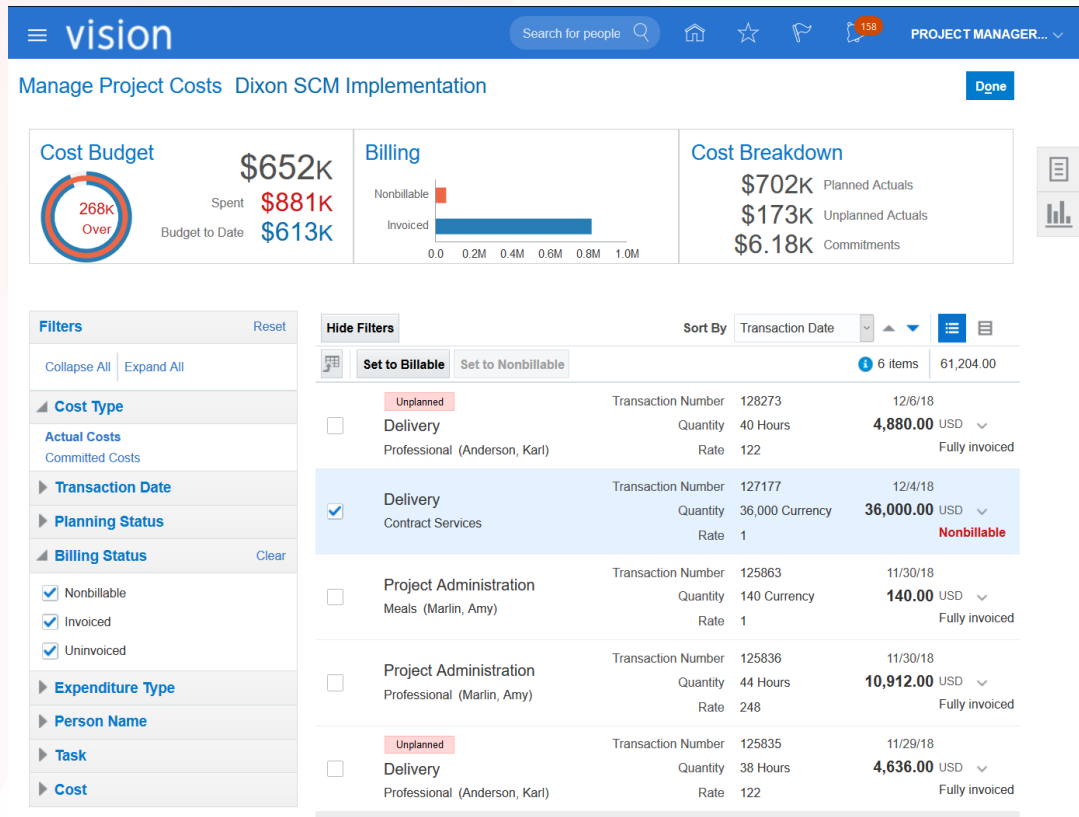 vision
Search for people
158
PROJECT MANAGER...
Manage Project Costs Dixon SCM Implementation
Done
Cost Budget
$652K
268K
Over
Spent $881K
Budget to Date $613K
Billing
Nonbillable
Invoiced
0.0 0.2M 0.4M 0.6M 0.8M 1.0M
Cost Breakdown
$702K Planned Actuals
$173K Unplanned Actuals
$6.18K Commitments
Filters Reset
Collapse All Expand All
Cost Type
Actual Costs
Committed Costs
Transaction Date
Planning Status
Billing Status Clear
Nonbillable
Invoiced
Uninvoiced
Expenditure Type
Person Name
Task
Cost
Hide Filters
Sort By Transaction Date
Set to Billable Set to Nonbillable
6 items 61,204.00
Unplanned Transaction Number 128273 12/6/18
Delivery Quantity 40 Hours 4,880.00 USD
Professional (Anderson, Karl) Rate 122 Fully invoiced
Transaction Number 127177 12/4/18
Delivery Quantity 36,000 Currency 36,000.00 USD
Contract Services Rate 1 Nonbillable
Transaction Number 125863 11/30/18
Project Administration Quantity 140 Currency 140.00 USD
Meals (Marlin, Amy) Rate 1 Fully invoiced
Transaction Number 125836 11/30/18
Project Administration Quantity 44 Hours 10,912.00 USD
Professional (Marlin, Amy) Rate 248 Fully invoiced
Unplanned Transaction Number 125835 11/29/18
Delivery Quantity 38 Hours 4,636.00 USD
Professional (Anderson, Karl) Rate 122 Fully invoiced